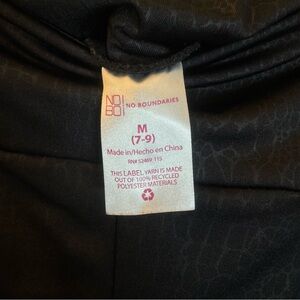 NO
BO
NO BOUNDARIES
M
(7-9)
Made in/Hecho en China
RN# 52469 115
THIS LABEL YARN IS MADE
OUT OF 100% RECYCLED
POLYESTER MATERIALS